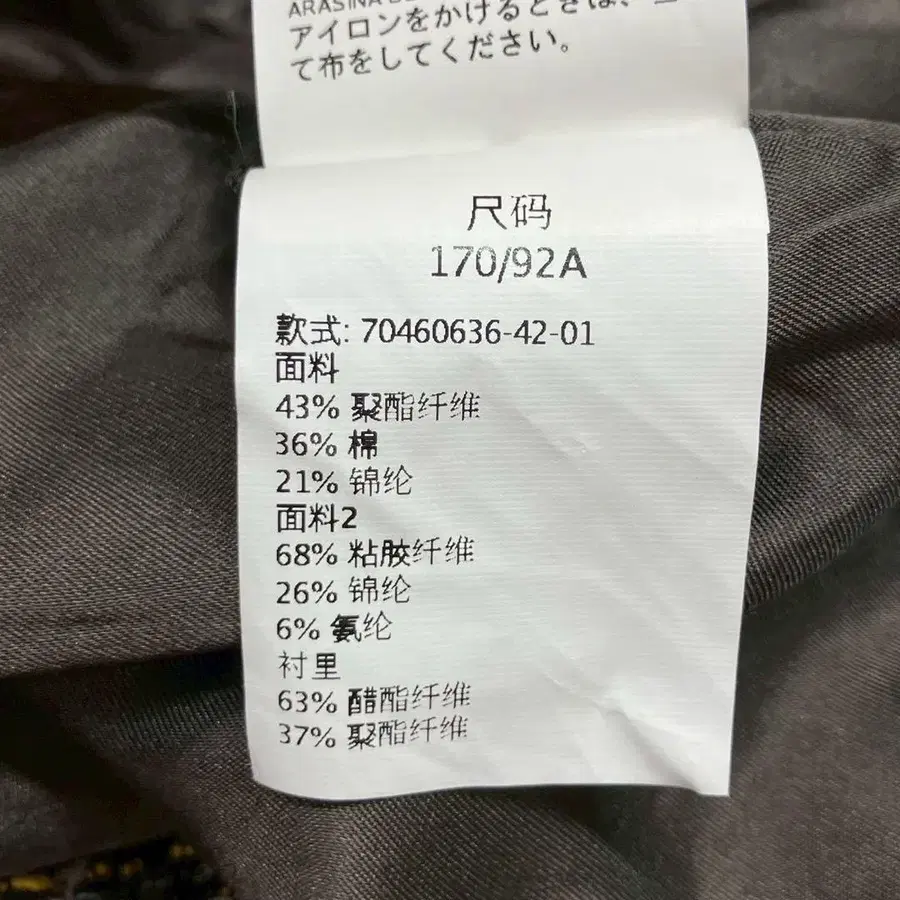 アイロンをかけるときは、
て布をしてください。
尺码
170/92A
款式: 70460636-42-01
面料
43% 聚酯纤维
36% 棉
21% 锦纶
面料2
68% 粘胶纤维
26% 锦纶
6% 氨纶
衬里
63% 醋酯纤维
37% 聚酯纤维